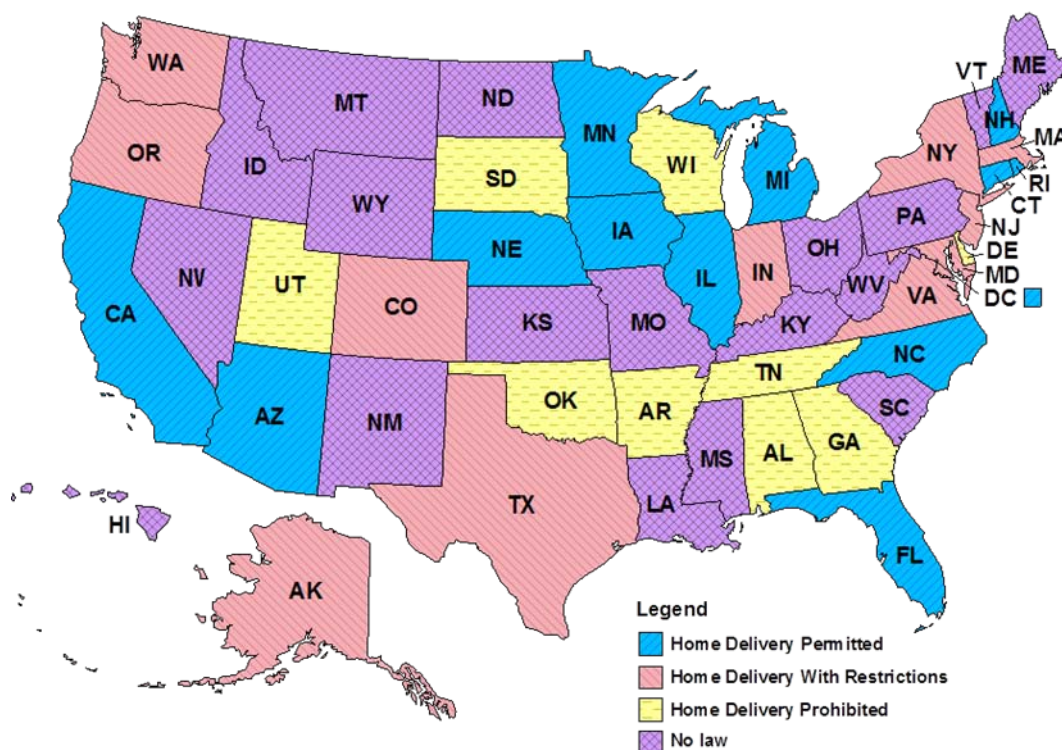 WA
MT
ND
MN
VT
ME
NH
MA
OR
ID
SD
WI
MI
NY
RI
WY
CT
NE
IA
PA
NJ
NV
UT
CO
IL
IN
OH
DE
MD
WV
VA
DC
CA
KS
MO
KY
NC
TN
OK
AR
SC
AZ
NM
MS
AL
GA
TX
LA
HI
FL
AK
Legend
Home Delivery Permitted
Home Delivery With Restrictions
Home Delivery Prohibited
No law